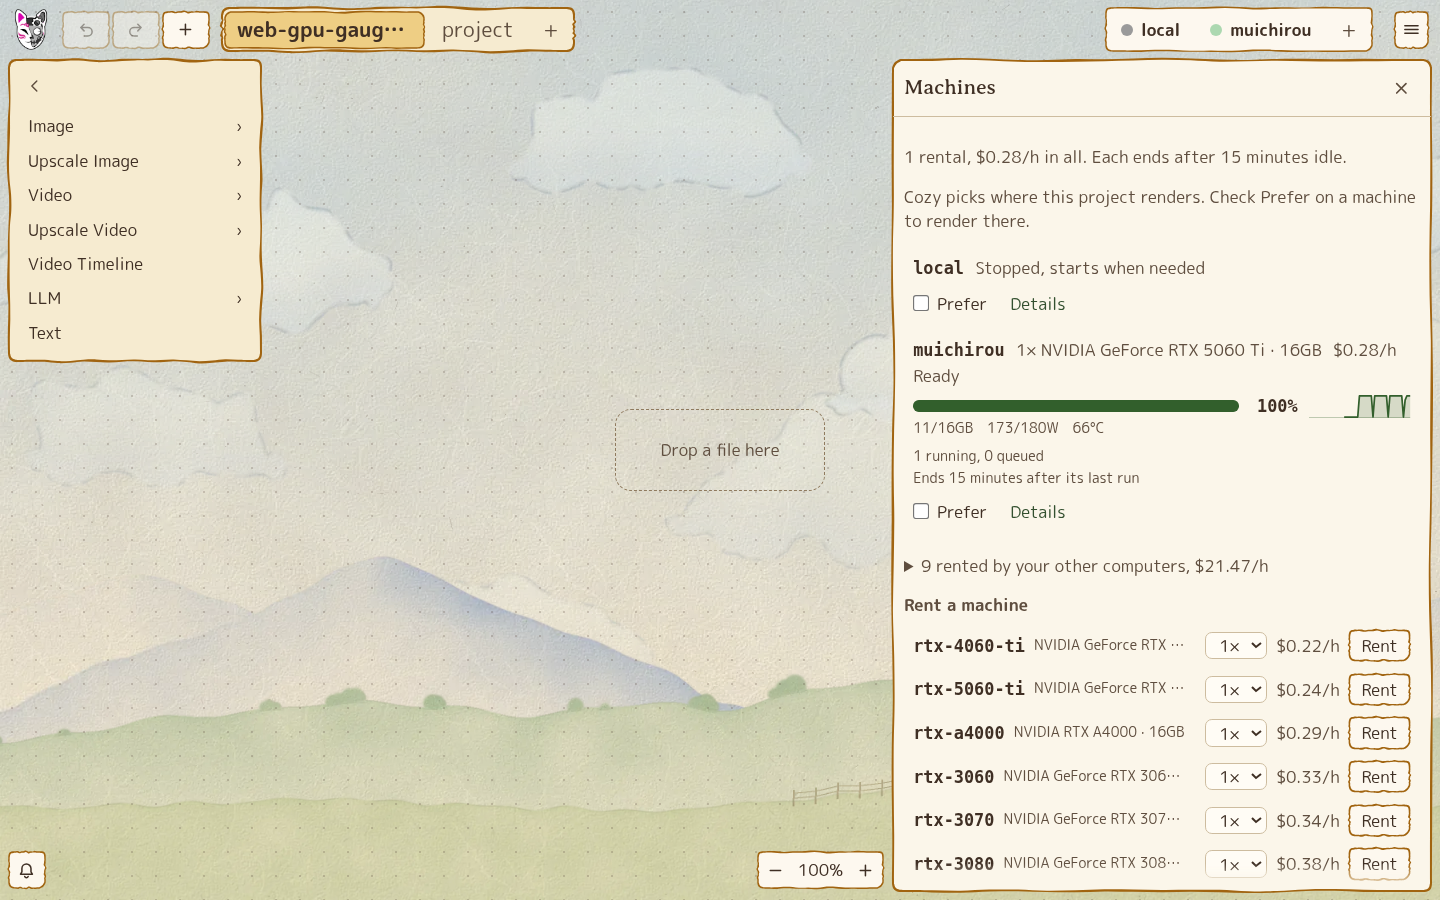 web-gpu-gaug···
project
local
muichirou
Image
Upscale Image
Video
Upscale Video
Video Timeline
LLM
Text
Drop a file here
100%
Machines
1 rental, $0.28/h in all. Each ends after 15 minutes idle.
Cozy picks where this project renders. Check Prefer on a machine
to render there.
local Stopped, starts when needed
Prefer Details
muichirou 1× NVIDIA GeForce RTX 5060 Ti · 16GB $0.28/h
Ready
100%
11/16GB 173/180W 66°C
1 running, 0 queued
Ends 15 minutes after its last run
Prefer Details
9 rented by your other computers, $21.47/h
Rent a machine
rtx-4060-ti NVIDIA GeForce RTX ··· 1× $0.22/h Rent
rtx-5060-ti NVIDIA GeForce RTX ··· 1× $0.24/h Rent
rtx-a4000 NVIDIA RTX A4000 · 16GB 1× $0.29/h Rent
rtx-3060 NVIDIA GeForce RTX 306··· 1× $0.33/h Rent
rtx-3070 NVIDIA GeForce RTX 307··· 1× $0.34/h Rent
rtx-3080 NVIDIA GeForce RTX 308··· 1× $0.38/h Rent